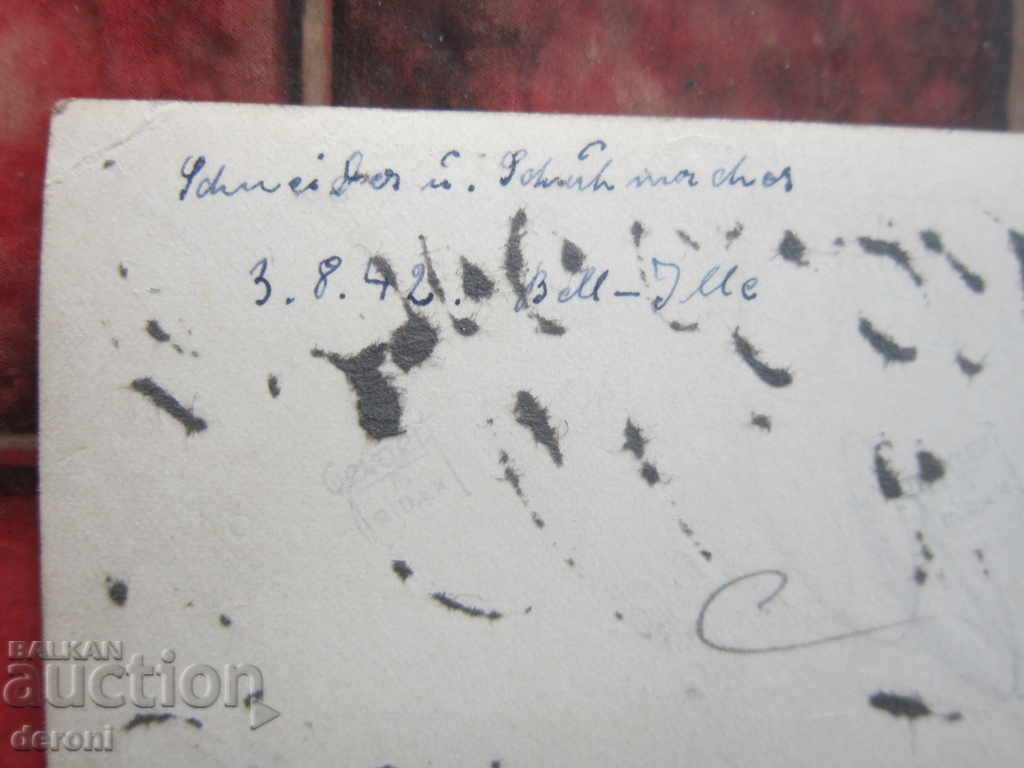 Schneider u. Schuhmacher
3.8.42. Bell-Ille
BALKAN
auction
deroni